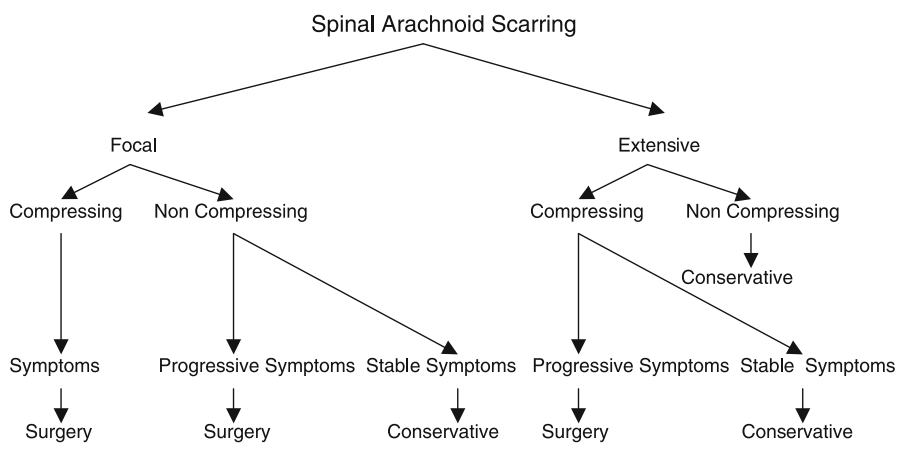 Spinal Arachnoid Scarring
Focal
Extensive
Compressing
Non Compressing
Compressing
Non Compressing
Conservative
Symptoms
Progressive Symptoms
Stable Symptoms
Progressive Symptoms
Stable Symptoms
Surgery
Surgery
Conservative
Surgery
Conservative